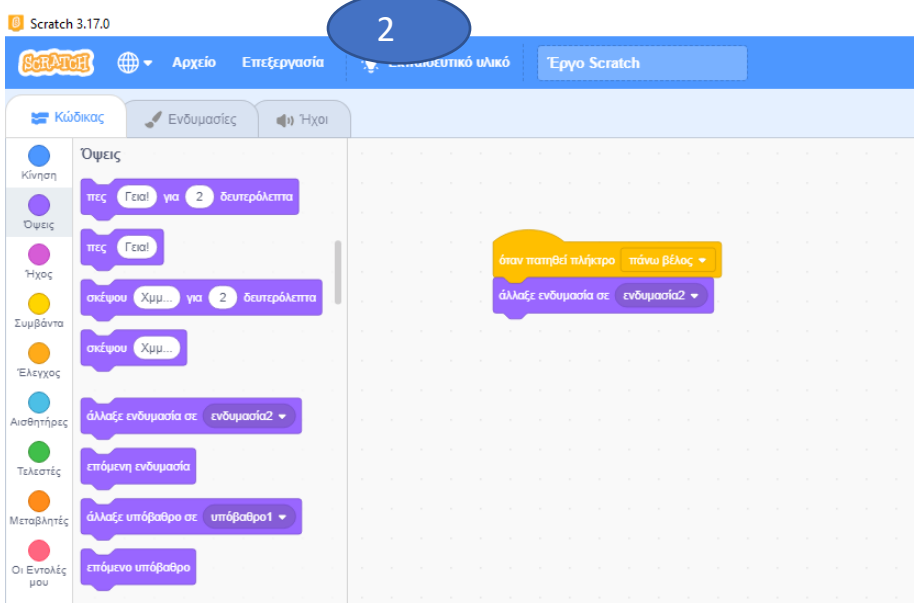 Scratch 3.17.0
2
SCRATCH Αρχείο Επεξεργασία Εκπαιδευτικό υλικό Έργο Scratch
Κώδικας Ενδυμασίες Ήχοι
Κίνηση
Όψεις
Ήχος
Συμβάντα
Έλεγχος
Αισθητήρες
Τελεστές
Μεταβλητές
Οι Εντολές
μου
Όψεις
πες Γεια! για 2 δευτερόλεπτα
πες Γεια!
σκέψου Χμμ... για 2 δευτερόλεπτα
σκέψου Χμμ...
άλλαξε ενδυμασία σε ενδυμασία2
επόμενη ενδυμασία
άλλαξε υπόβαθρο σε υπόβαθρο1
επόμενο υπόβαθρο
όταν πατηθεί πλήκτρο πάνω βέλος
άλλαξε ενδυμασία σε ενδυμασία2